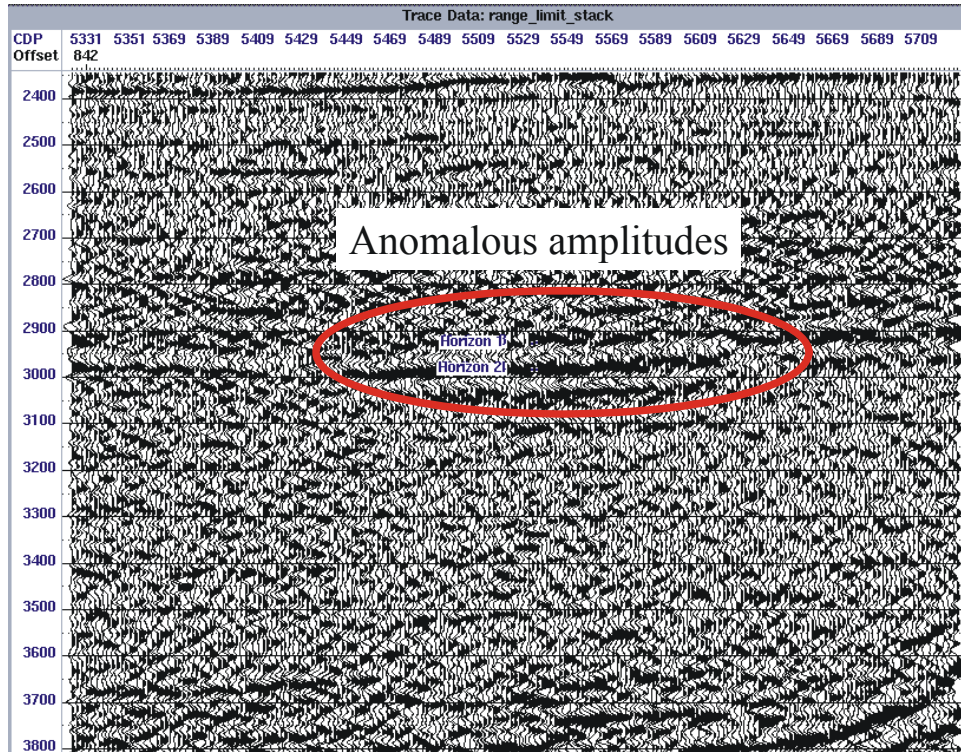 Trace Data: range_limit_stack
CDP 5331 5351 5369 5389 5409 5429 5449 5469 5489 5509 5529 5549 5569 5589 5609 5629 5649 5669 5689 5709
Offset 842
2400
2500
2600
2700
Anomalous amplitudes
2800
2900
Horizon 1
3000
Horizon 2
3100
3200
3300
3400
3500
3600
3700
3800